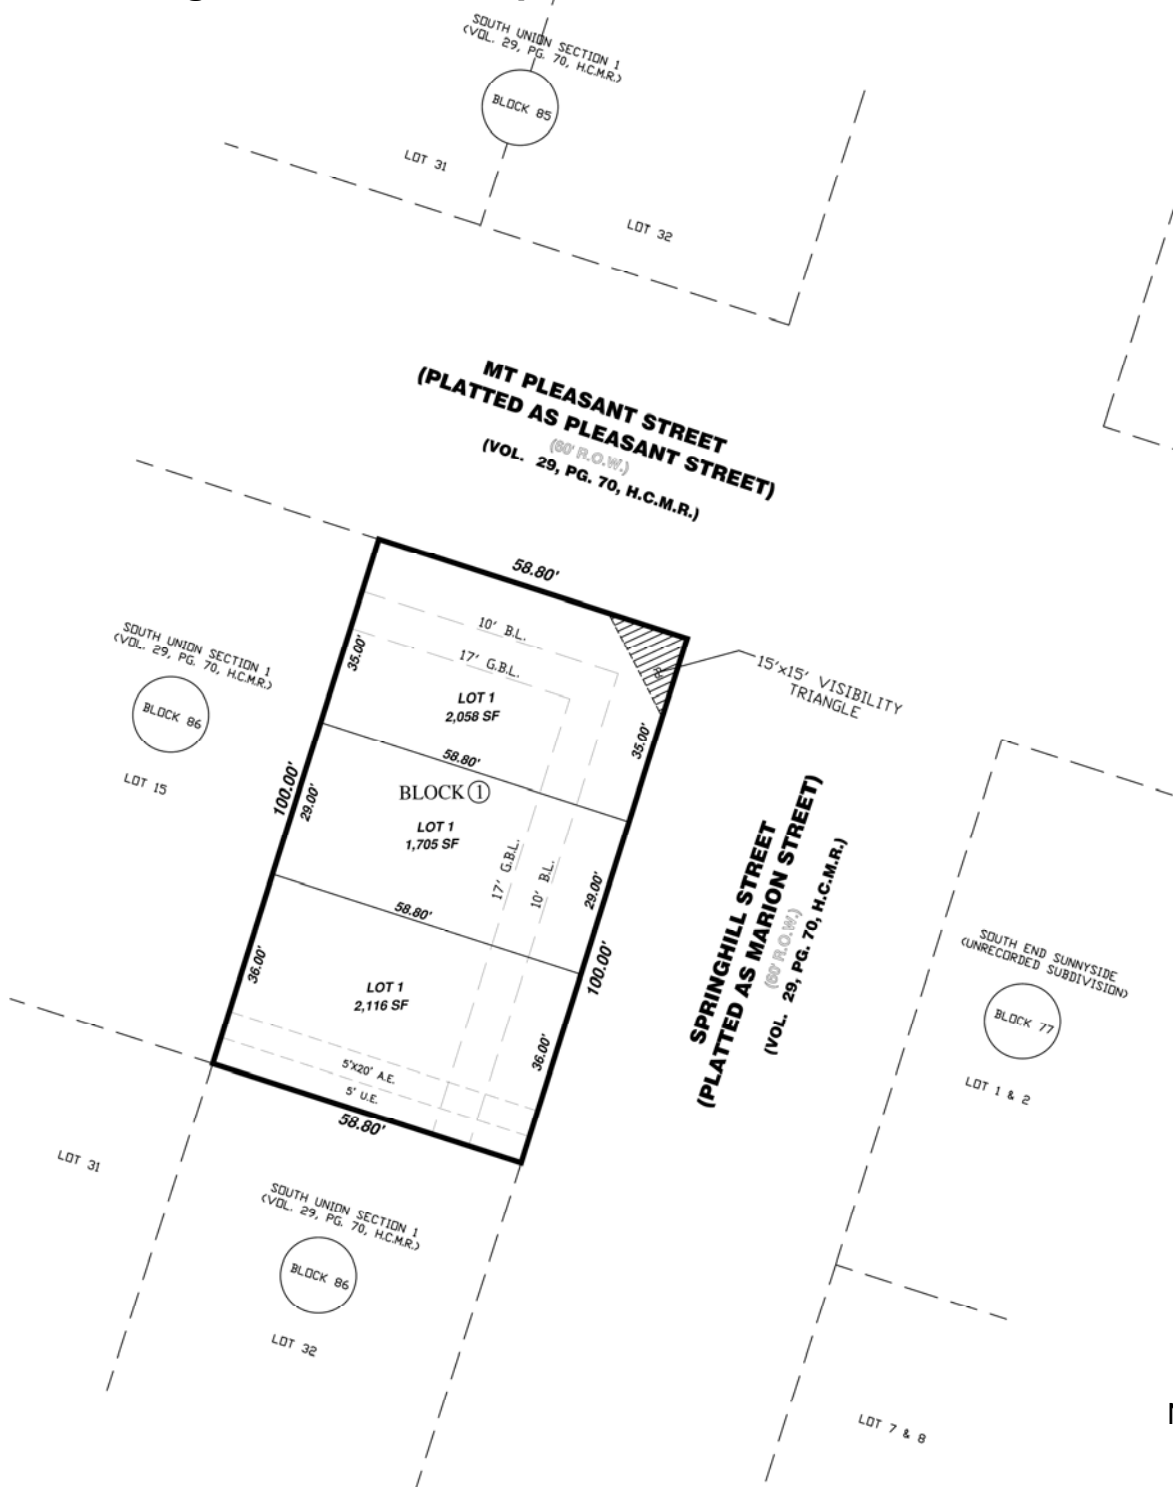 SOUTH UNION SECTION 1
(VOL. 29, PG. 70, H.C.M.R.)
BLOCK 85
LOT 31
LOT 32
MT PLEASANT STREET
(PLATTED AS PLEASANT STREET)
(60' R.O.W.)
(VOL. 29, PG. 70, H.C.M.R.)
58.80'
10' B.L.
17' G.B.L.
35.00'
LOT 1
2,058 SF
15'x15' VISIBILITY
TRIANGLE
35.00'
SOUTH UNION SECTION 1
(VOL. 29, PG. 70, H.C.M.R.)
BLOCK 86
LOT 15
58.80'
100.00'
29.00'
BLOCK 1
LOT 1
1,705 SF
17' G.B.L.
10' B.L.
29.00'
58.80'
100.00'
SPRINGHILL STREET
(PLATTED AS MARION STREET)
(60' R.O.W.)
(VOL. 29, PG. 70, H.C.M.R.)
SOUTH END SUNNYSIDE
(UNRECORDED SUBDIVISION)
BLOCK 77
LOT 1 & 2
36.00'
LOT 1
2,116 SF
36.00'
5'X20' A.E.
5' U.E.
58.80'
LOT 31
SOUTH UNION SECTION 1
(VOL. 29, PG. 70, H.C.M.R.)
BLOCK 86
LOT 32
LOT 7 & 8